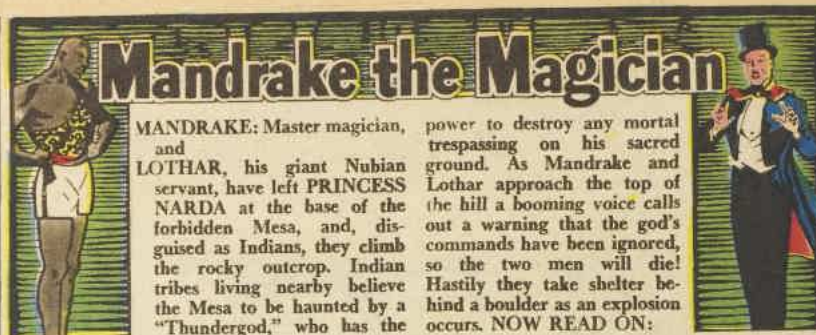 Mandrake the Magician
MANDRAKE: Master magician,
and
LOTHAR, his giant Nubian
servant, have left PRINCESS
NARDA at the base of the
forbidden Mesa, and, dis-
guised as Indians, they climb
the rocky outcrop. Indian
tribes living nearby believe
the Mesa to be haunted by a
"Thundergod," who has the
power to destroy any mortal
trespassing on his sacred
ground. As Mandrake and
Lothar approach the top of
the hill a booming voice calls
out a warning that the god's
commands have been ignored,
so the two men will die!
Hastily they take shelter be-
hind a boulder as an explosion
occurs. NOW READ ON: